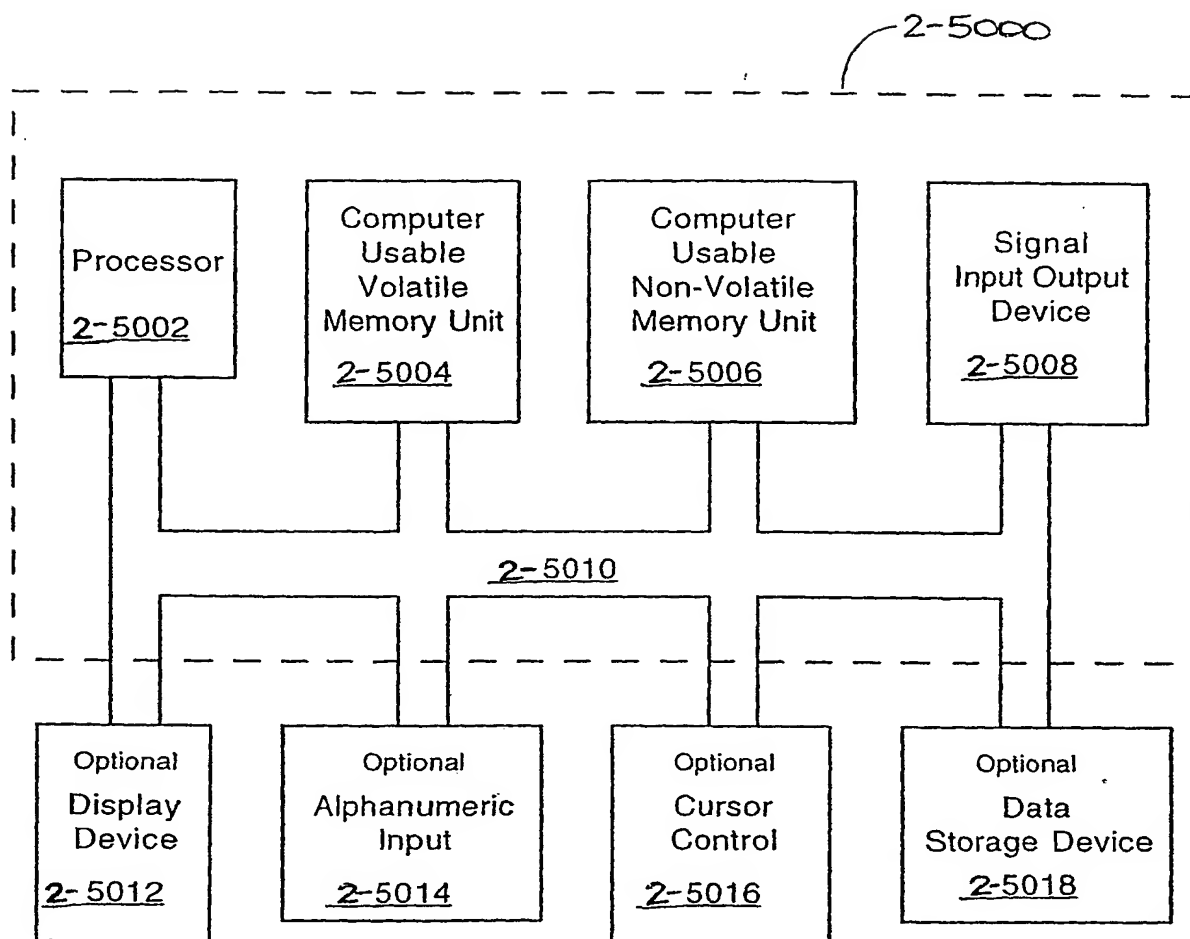 2-5000
Processor
2-5002
Computer
Usable
Volatile
Memory Unit
2-5004
Computer
Usable
Non-Volatile
Memory Unit
2-5006
Signal
Input Output
Device
2-5008
2-5010
Optional
Display
Device
2-5012
Optional
Alphanumeric
Input
2-5014
Optional
Cursor
Control
2-5016
Optional
Data
Storage Device
2-5018